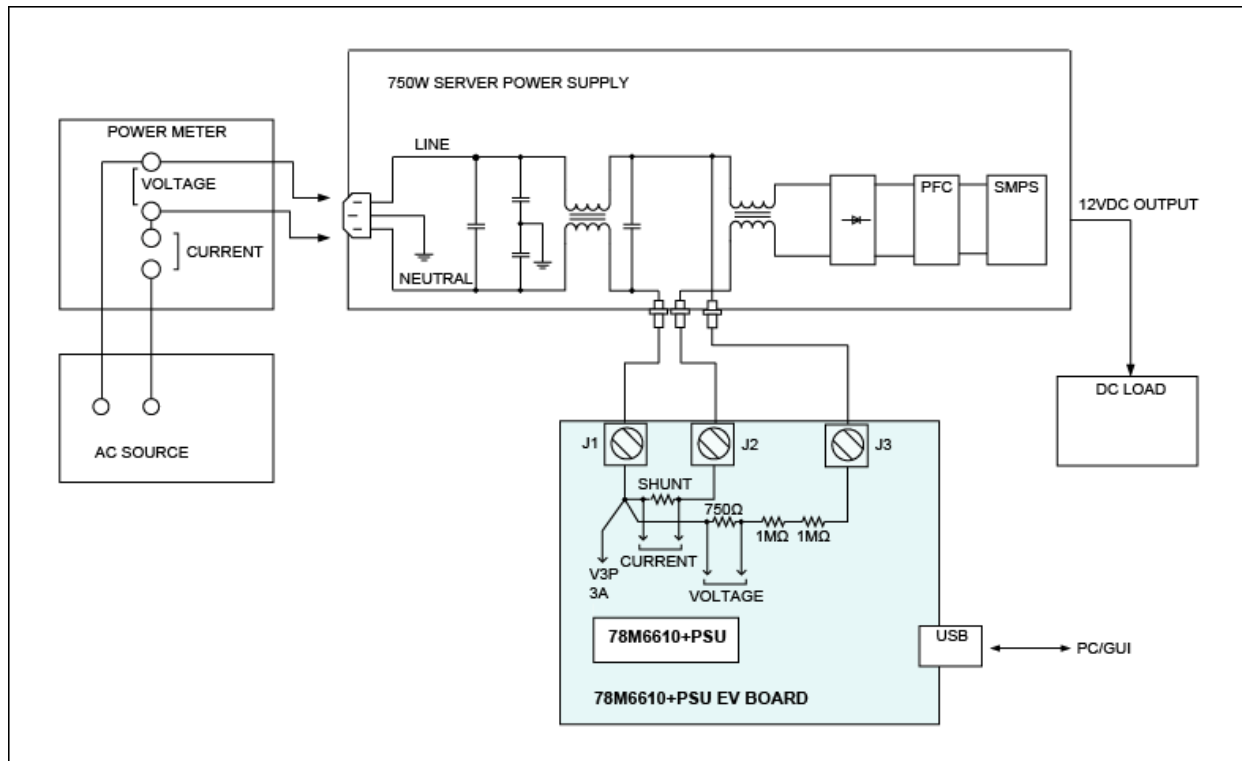 750W SERVER POWER SUPPLY
POWER METER
VOLTAGE
CURRENT
LINE
NEUTRAL
PFC
SMPS
12VDC OUTPUT
AC SOURCE
DC LOAD
J1
J2
J3
SHUNT
750Ω
1MΩ
1MΩ
CURRENT
V3P
3A
VOLTAGE
78M6610+PSU
USB
PC/GUI
78M6610+PSU EV BOARD